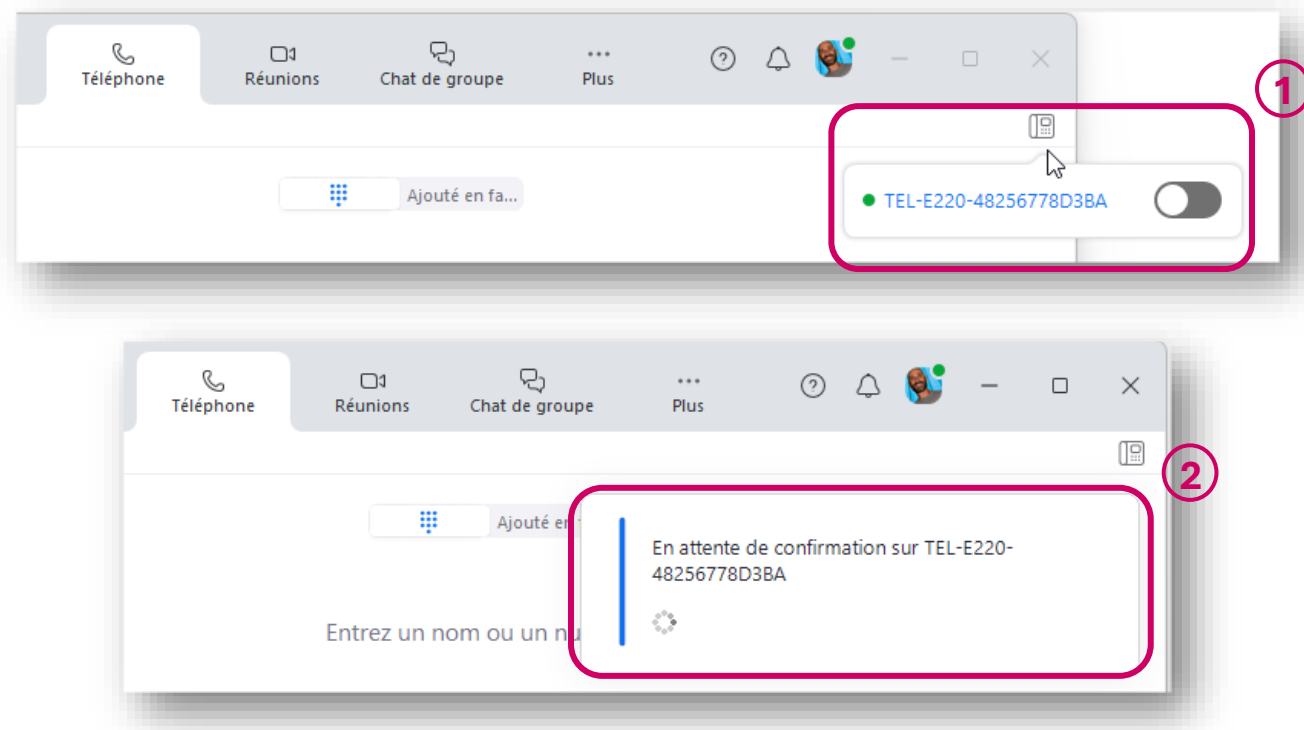 Téléphone
Réunions
Chat de groupe
Plus
1
Ajouté en fa...
TEL-E220-48256778D3BA
Téléphone
Réunions
Chat de groupe
Plus
2
Ajouté en
En attente de confirmation sur TEL-E220-
48256778D3BA
Entrez un nom ou un nu